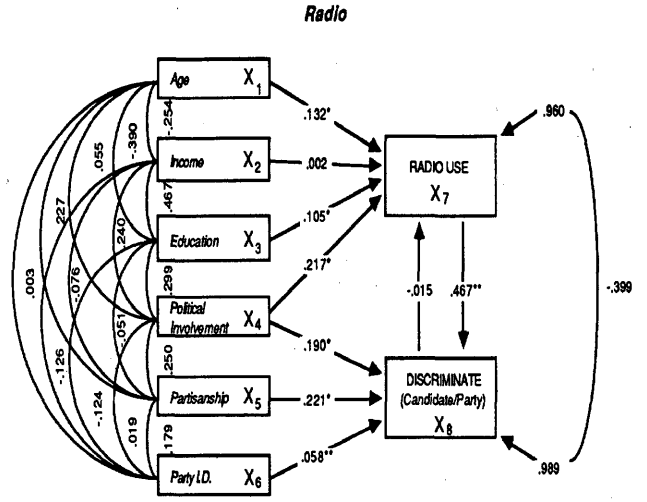 Radio
Age X1
Income X2
Education X3
Political
Involvement X4
Partisanship X5
Party I.D. X6
RADIO USE
X7
DISCRIMINATE
(Candidate/Party)
X8
.132*
.002
.105*
.217*
.190*
.221*
.058**
-.015
.467**
.960
.989
-.399
-.254
.467
.299
.250
.179
-.390
.240
-.051
.019
.055
-.076
-.124
.227
-.126
.003